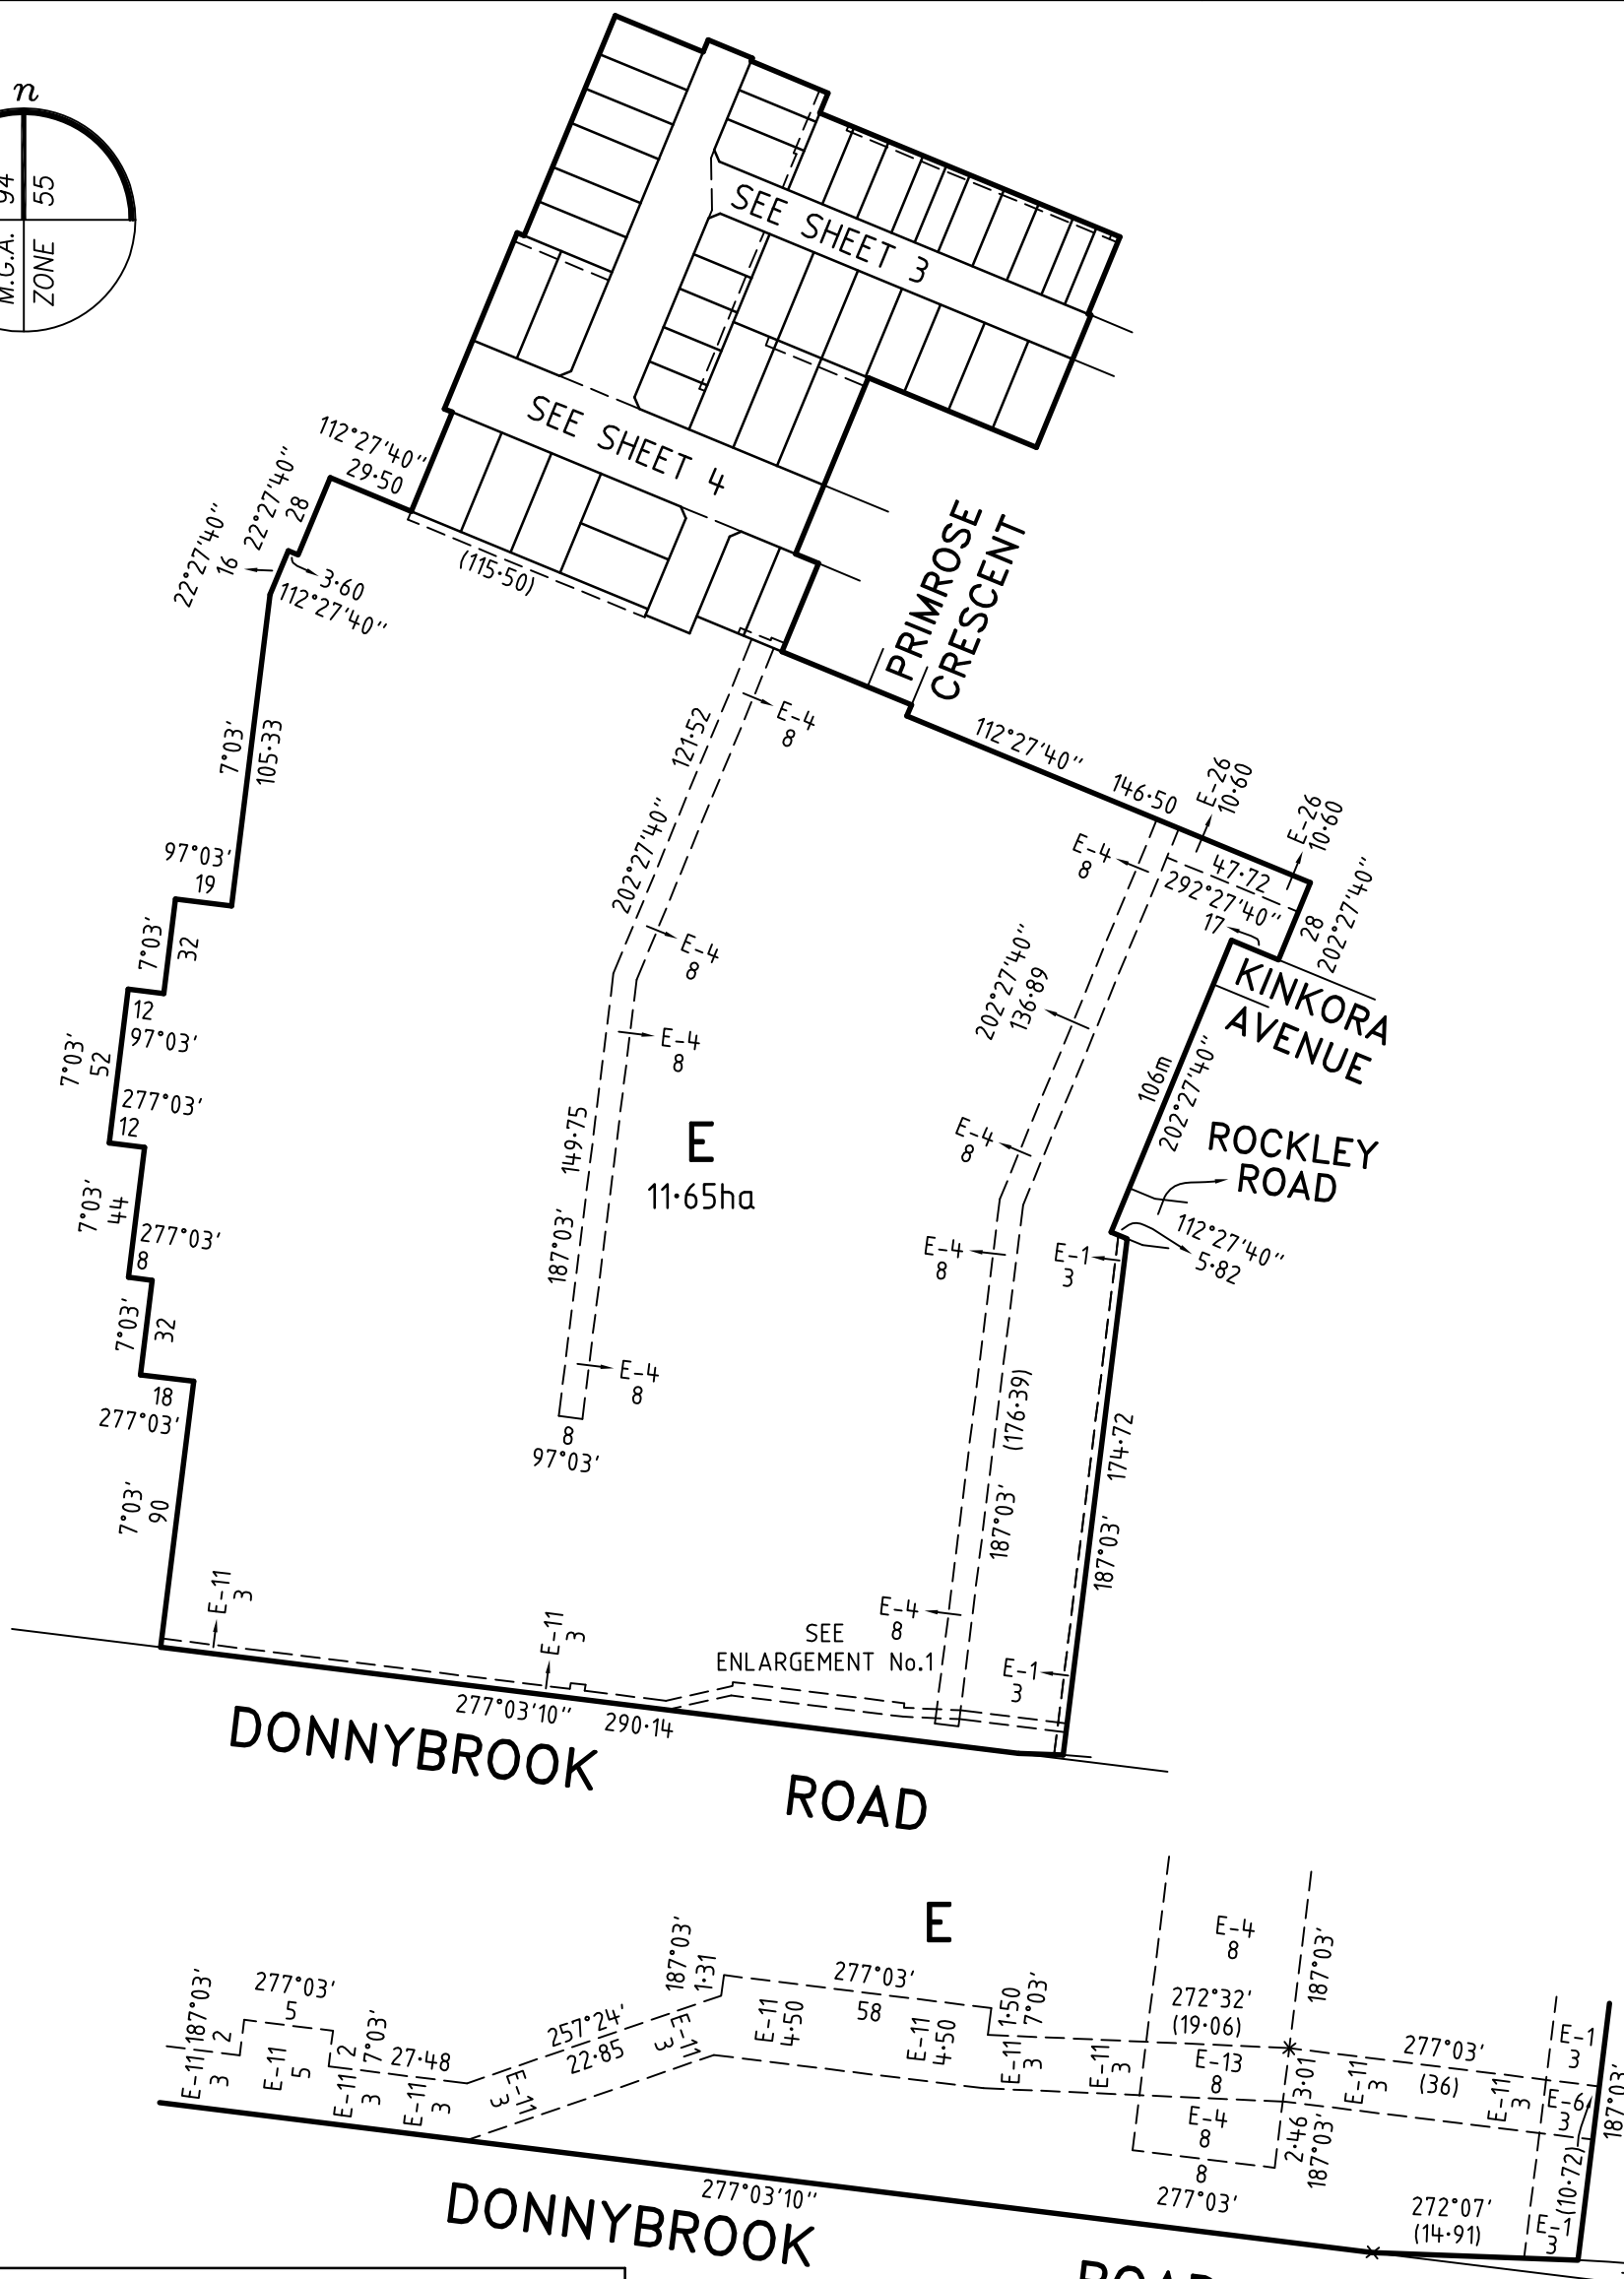 n
94
55
M.G.A.
ZONE
SEE SHEET 3
SEE SHEET 4
112°27'40"
29·50
22°27'40"
28
22°27'40"
16
3·60
112°27'40"
(115·50)
PRIMROSE
CRESCENT
7°03'
105·33
121·52
202°27'40"
E-4
8
112°27'40"
146·50
E-26
10·60
E-26
10·60
E-4
8
47·72
292°27'40"
17
28
202°27'40"
97°03'
19
7°03'
32
E-4
8
202°27'40"
136·89
KINKORA
AVENUE
12
97°03'
7°03'
52
E-4
8
277°03'
12
149·75
187°03'
E
11·65ha
E-4
8
106m
202°27'40"
ROCKLEY
ROAD
7°03'
44
277°03'
8
E-4
8
E-1
3
112°27'40"
5·82
7°03'
32
E-4
8
18
277°03'
8
97°03'
(176·39)
187°03'
174·72
187°03'
7°03'
90
E-11
3
E-11
3
E-4
8
SEE
ENLARGEMENT No.1
E-1
3
277°03'10"
290·14
DONNYBROOK
ROAD
E
E-4
8
187°03'
187°03'
2
277°03'
5
E-11
3
E-11
5
2
7°03'
E-11
3
27·48
E-11
3
257°24'
22·85
E-11
3
187°03'
1·31
E-11
3
277°03'
58
E-11
4·50
E-11
4·50
1·50
7°03'
E-11
3
E-11
3
272°32'
(19·06)
E-13
8
E-4
8
8
277°03'
3·01
2·46
187°03'
E-11
3
277°03'
(36)
E-11
3
E-1
3
E-6
3
187°03'
(10·72)
E-1
3
272°07'
(14·91)
277°03'10"
DONNYBROOK
ROAD